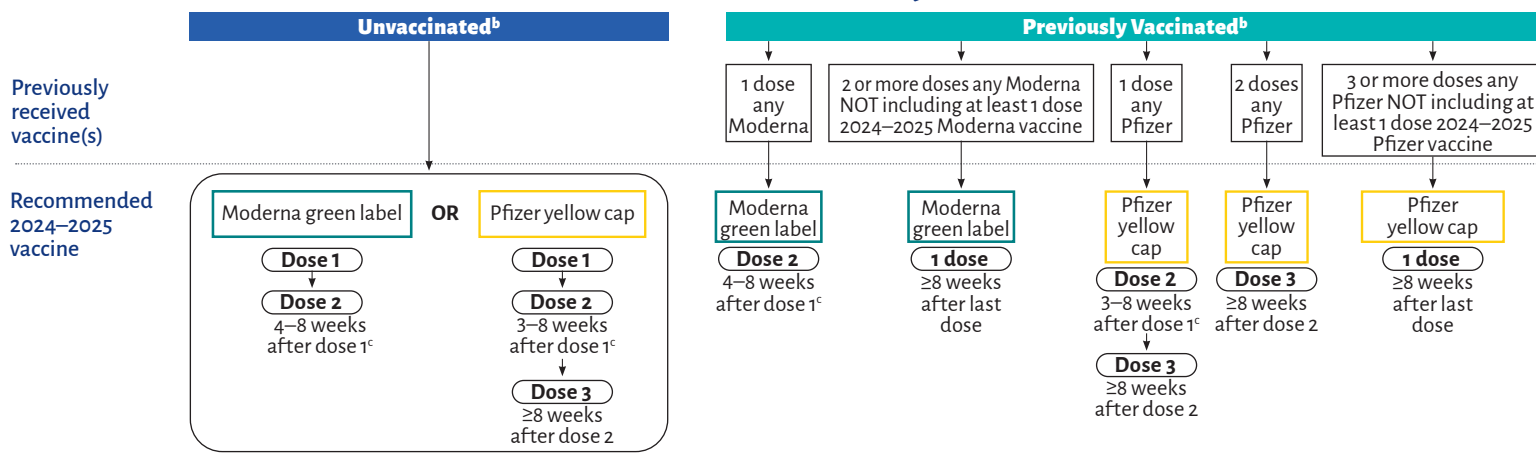 Unvaccinatedᵇ
Previously Vaccinatedᵇ
Previously
received
vaccine(s)
1 dose
any
Moderna
2 or more doses any Moderna
NOT including at least 1 dose
2024–2025 Moderna vaccine
1 dose
any
Pfizer
2 doses
any
Pfizer
3 or more doses any
Pfizer NOT including at
least 1 dose 2024–2025
Pfizer vaccine
Recommended
2024–2025
vaccine
Moderna green label
OR
Pfizer yellow cap
Dose 1
Dose 2
4–8 weeks
after dose 1ᶜ
Dose 1
Dose 2
3–8 weeks
after dose 1ᶜ
Dose 3
≥8 weeks
after dose 2
Moderna
green label
Dose 2
4–8 weeks
after dose 1ᶜ
Moderna
green label
1 dose
≥8 weeks
after last
dose
Pfizer
yellow
cap
Dose 2
3–8 weeks
after dose 1ᶜ
Dose 3
≥8 weeks
after dose 2
Pfizer
yellow
cap
Dose 3
≥8 weeks
after dose 2
Pfizer
yellow cap
1 dose
≥8 weeks
after last
dose